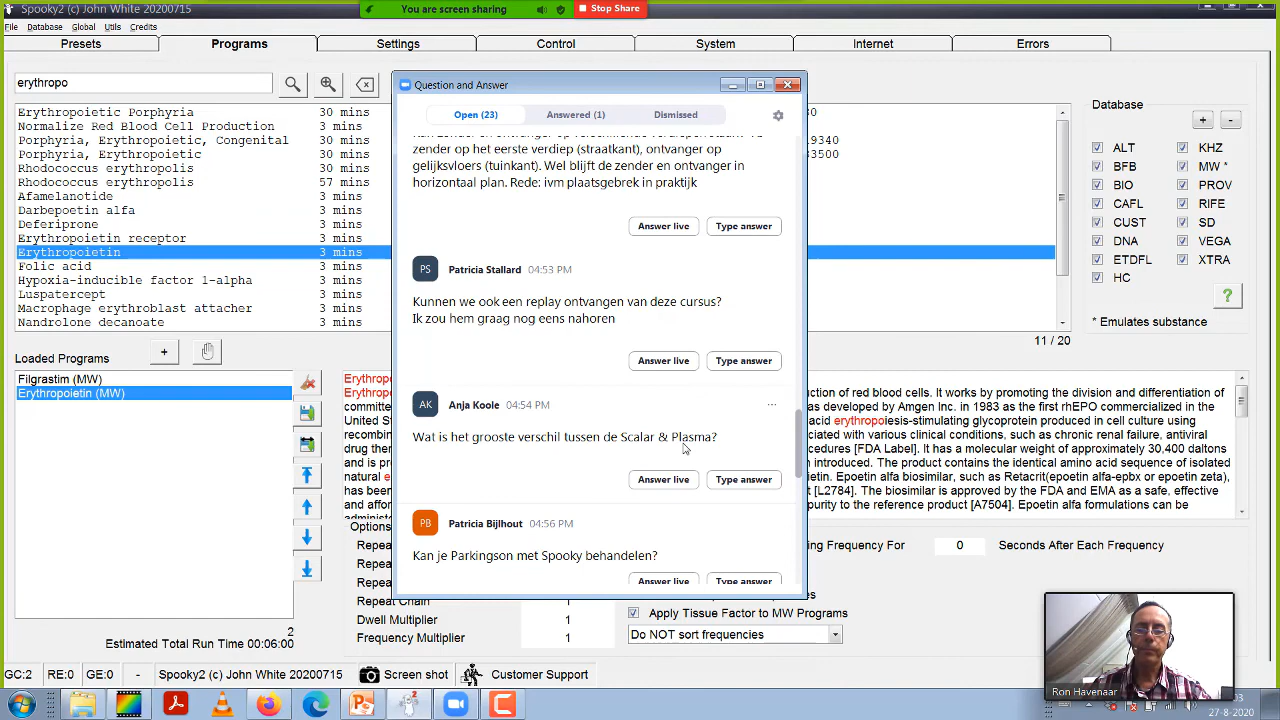 Spooky2 (c) John White 20200715
You are screen sharing
Stop Share
File Database Global Utils Credits
Presets Programs Settings Control System Internet Errors
erythropo
Erythropoietic Porphyria 30 mins
Normalize Red Blood Cell Production 30 mins
Porphyria, Erythropoietic, Congenital 30 mins
Porphyria, Erythropoietic 30 mins
Rhodococcus erythropolis 30 mins
Rhodococcus erythropolis 57 mins
Afamelanotide 3 mins
Darbepoetin alfa 3 mins
Deferiprone 3 mins
Erythropoietin receptor 3 mins
Erythropoietin 3 mins
Folic acid 3 mins
Hypoxia-inducible factor 1-alpha 3 mins
Luspatercept 3 mins
Macrophage erythroblast attacher 3 mins
Nandrolone decanoate 3 mins
19340
33500
11 / 20
Database
+ -
ALT KHZ
BFB MW *
BIO PROV
CAFL RIFE
CUST SD
DNA VEGA
ETDFL XTRA
HC
?
* Emulates substance
Question and Answer
Open (23) Answered (1) Dismissed
zender op het eerste verdiep (straatkant), ontvanger op
gelijksvloers (tuinkant). Wel blijft de zender en ontvanger in
horizontaal plan. Rede: ivm plaatsgebrek in praktijk
Answer live Type answer
PS Patricia Stallard 04:53 PM
Kunnen we ook een replay ontvangen van deze cursus?
Ik zou hem graag nog eens nahoren
Answer live Type answer
AK Anja Koole 04:54 PM ...
Wat is het grooste verschil tussen de Scalar & Plasma?
Answer live Type answer
PB Patricia Bijlhout 04:56 PM
Kan je Parkingson met Spooky behandelen?
Answer live Type answer
Loaded Programs +
Filgrastim (MW)
Erythropoietin (MW)
2
Estimated Total Run Time 00:06:00
Erythropo
Erythropo
committe
recombin
drug ther
and is pr
natural e
has been
and affor
uction of red blood cells. It works by promoting the division and differentiation of
as developed by Amgen Inc. in 1983 as the first rhEPO commercialized in the
acid erythropoiesis-stimulating glycoprotein produced in cell culture using
ociated with various clinical conditions, such as chronic renal failure, antiviral
cedures [FDA Label]. It has a molecular weight of approximately 30,400 daltons
n introduced. The product contains the identical amino acid sequence of isolated
Epoetin alfa biosimilar, such as Retacrit(epoetin alfa-epbx or epoetin zeta),
[L2784]. The biosimilar is approved by the FDA and EMA as a safe, effective
purity to the reference product [A7504]. Epoetin alfa formulations can be
Options
Repea
Repea
Repea
Repeat Chain 1
Dwell Multiplier 1
Frequency Multiplier 1
ing Frequency For 0 Seconds After Each Frequency
Apply Tissue Factor to MW Programs
Do NOT sort frequencies
GC:2 RE:0 GE:0 - Spooky2 (c) John White 20200715 Screen shot Customer Support
Ron Havenaar
27-8-2020